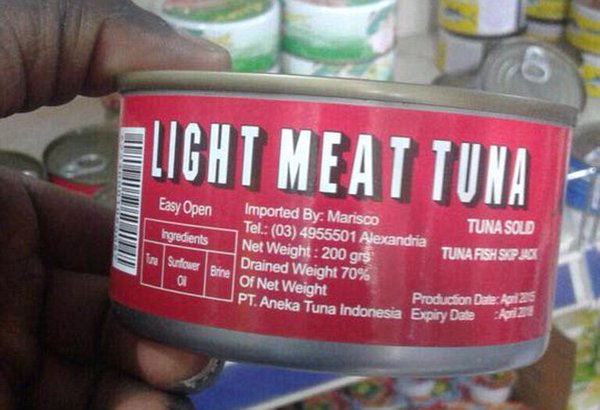 LIGHT MEAT TUNA
Easy Open
Ingredients
Tuna
Sunflower
Oil
Brine
Imported By: Marisco
Tel.: (03) 4955501 Alexandria
Net Weight : 200 grs
Drained Weight 70%
Of Net Weight
PT. Aneka Tuna Indonesia
TUNA SOLID
TUNA FISH SKIP JACK
Production Date: April 2015
Expiry Date : April 2018